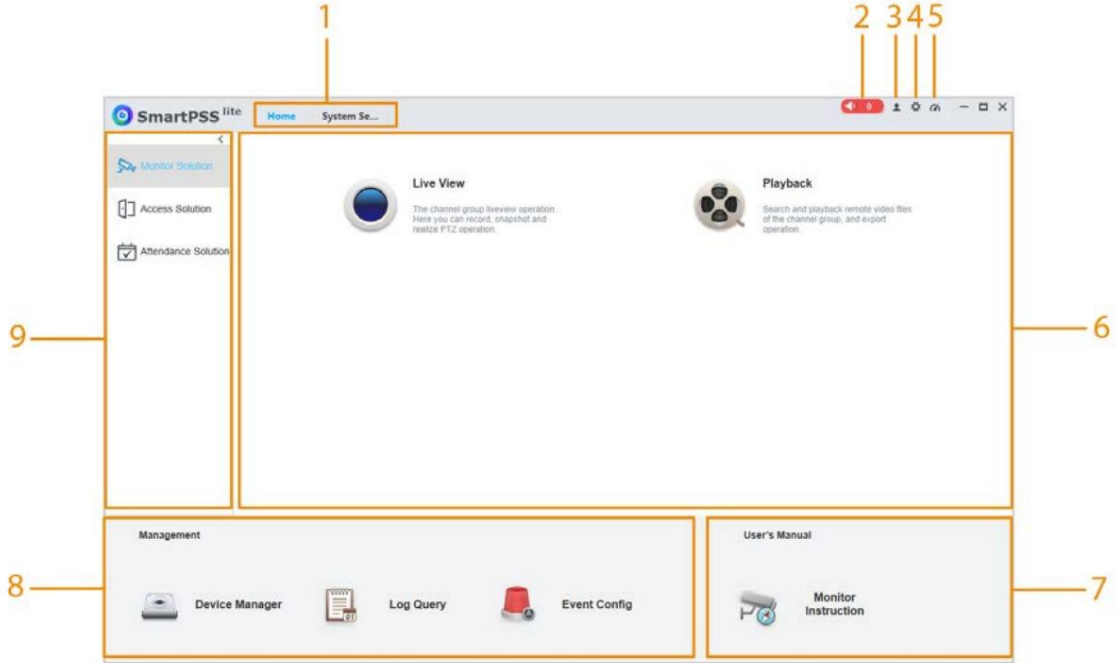 1
2
3
4
5
SmartPSS lite
Home
System Se...
0
Monitor Solution
Access Solution
Attendance Solution
Live View
The channel group liveview operation.
Here you can record, snapshot and
realize PTZ operation.
Playback
Search and playback remote video files
of the channel group, and export
operation.
9
6
Management
Device Manager
01
Log Query
Event Config
User's Manual
Monitor
Instruction
8
7